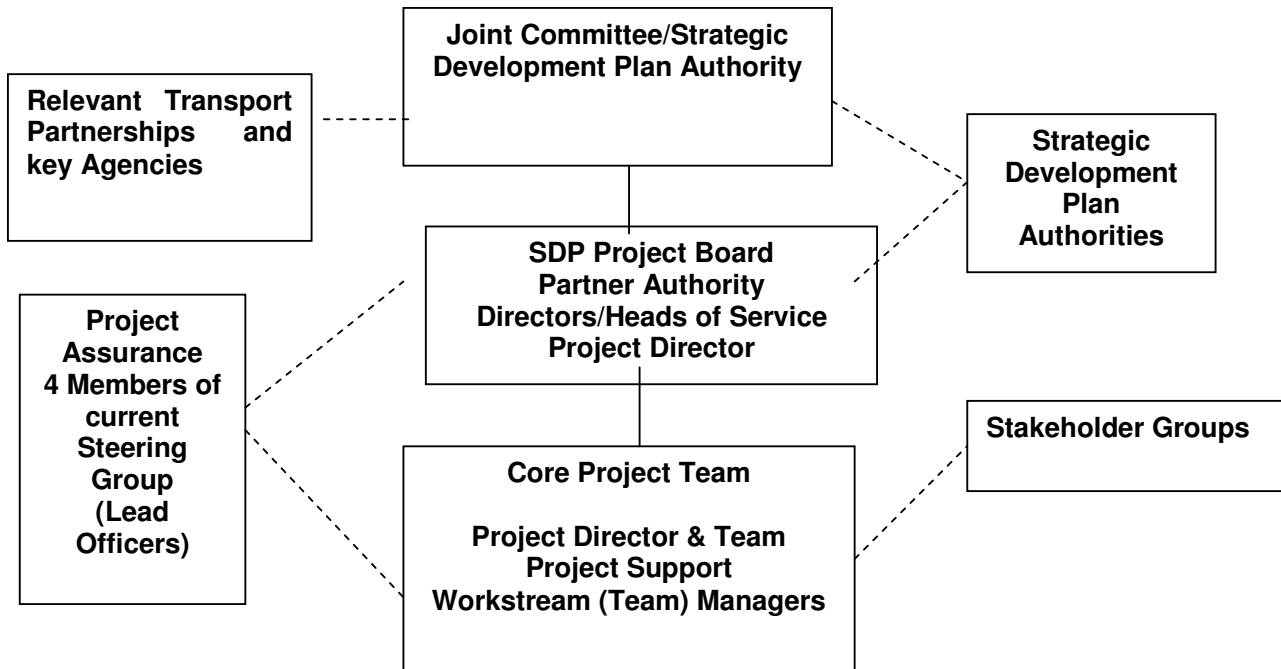 Joint Committee/Strategic
Development Plan Authority
Relevant Transport
Partnerships and
key Agencies
Strategic
Development
Plan
Authorities
SDP Project Board
Partner Authority
Directors/Heads of Service
Project Director
Project
Assurance
4 Members of
current
Steering
Group
(Lead
Officers)
Stakeholder Groups
Core Project Team
Project Director & Team
Project Support
Workstream (Team) Managers